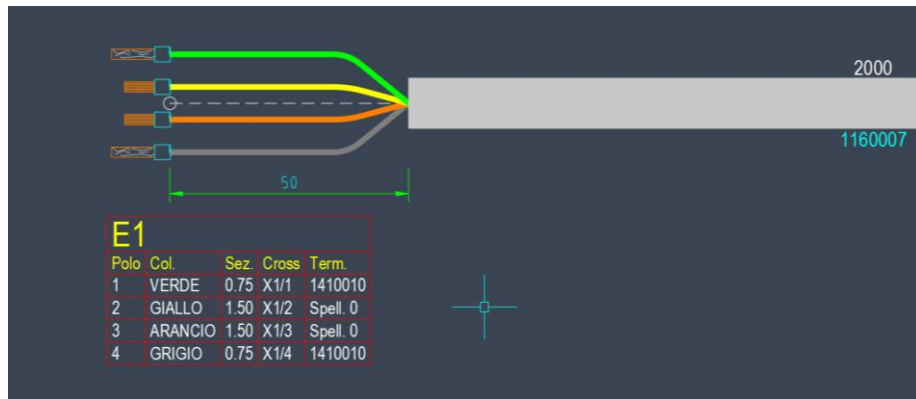 2000
1160007
50
E1
Polo Col. Sez. Cross Term.
1 VERDE 0.75 X1/1 1410010
2 GIALLO 1.50 X1/2 Spell. 0
3 ARANCIO 1.50 X1/3 Spell. 0
4 GRIGIO 0.75 X1/4 1410010